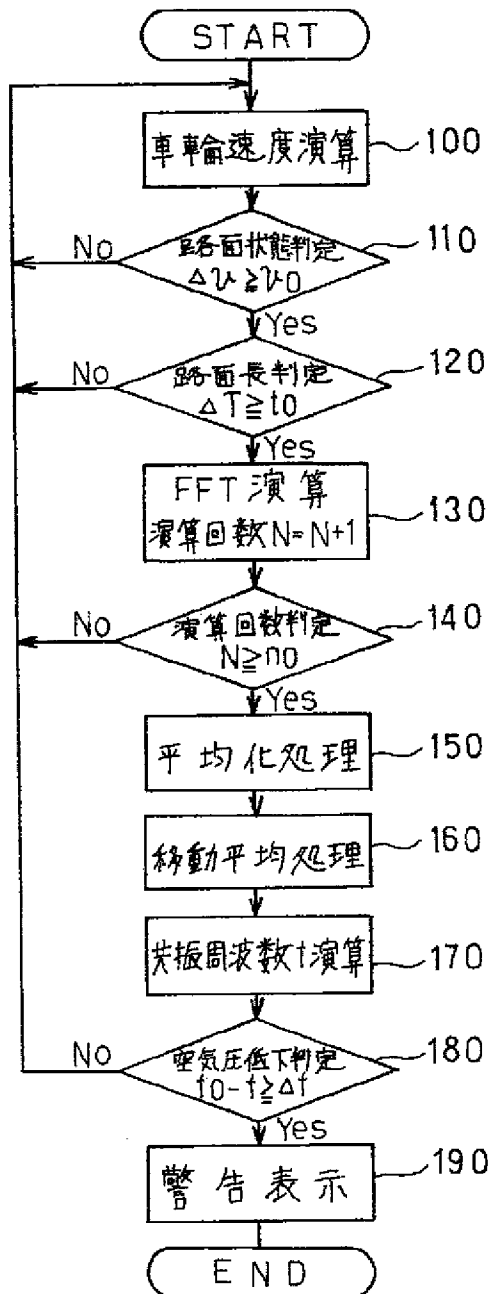 START
車輪速度演算
100
路面状態判定
Δv≧v0
110
No
Yes
路面長判定
ΔT≧t0
120
No
Yes
FFT演算
演算回数N=N+1
130
演算回数判定
N≧n0
140
No
Yes
平均化処理
150
移動平均処理
160
共振周波数f演算
170
空気圧低下判定
f0-f≧Δf
180
No
Yes
警告表示
190
END